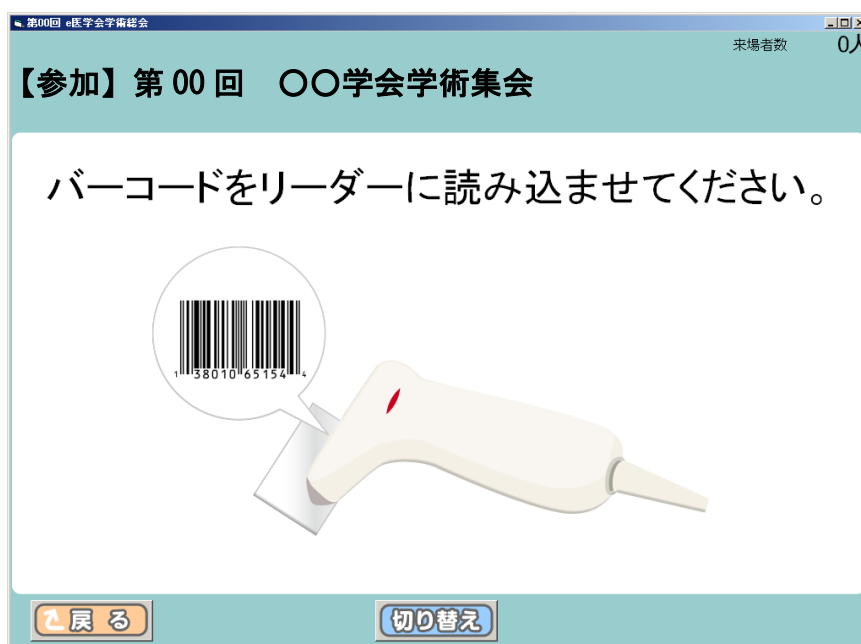 第00回 e医学会学術総会
来場者数 0人
【参加】第 00 回 〇〇学会学術集会
バーコードをリーダーに読み込ませてください。
1 38010 65154 4
戻る
切り替え